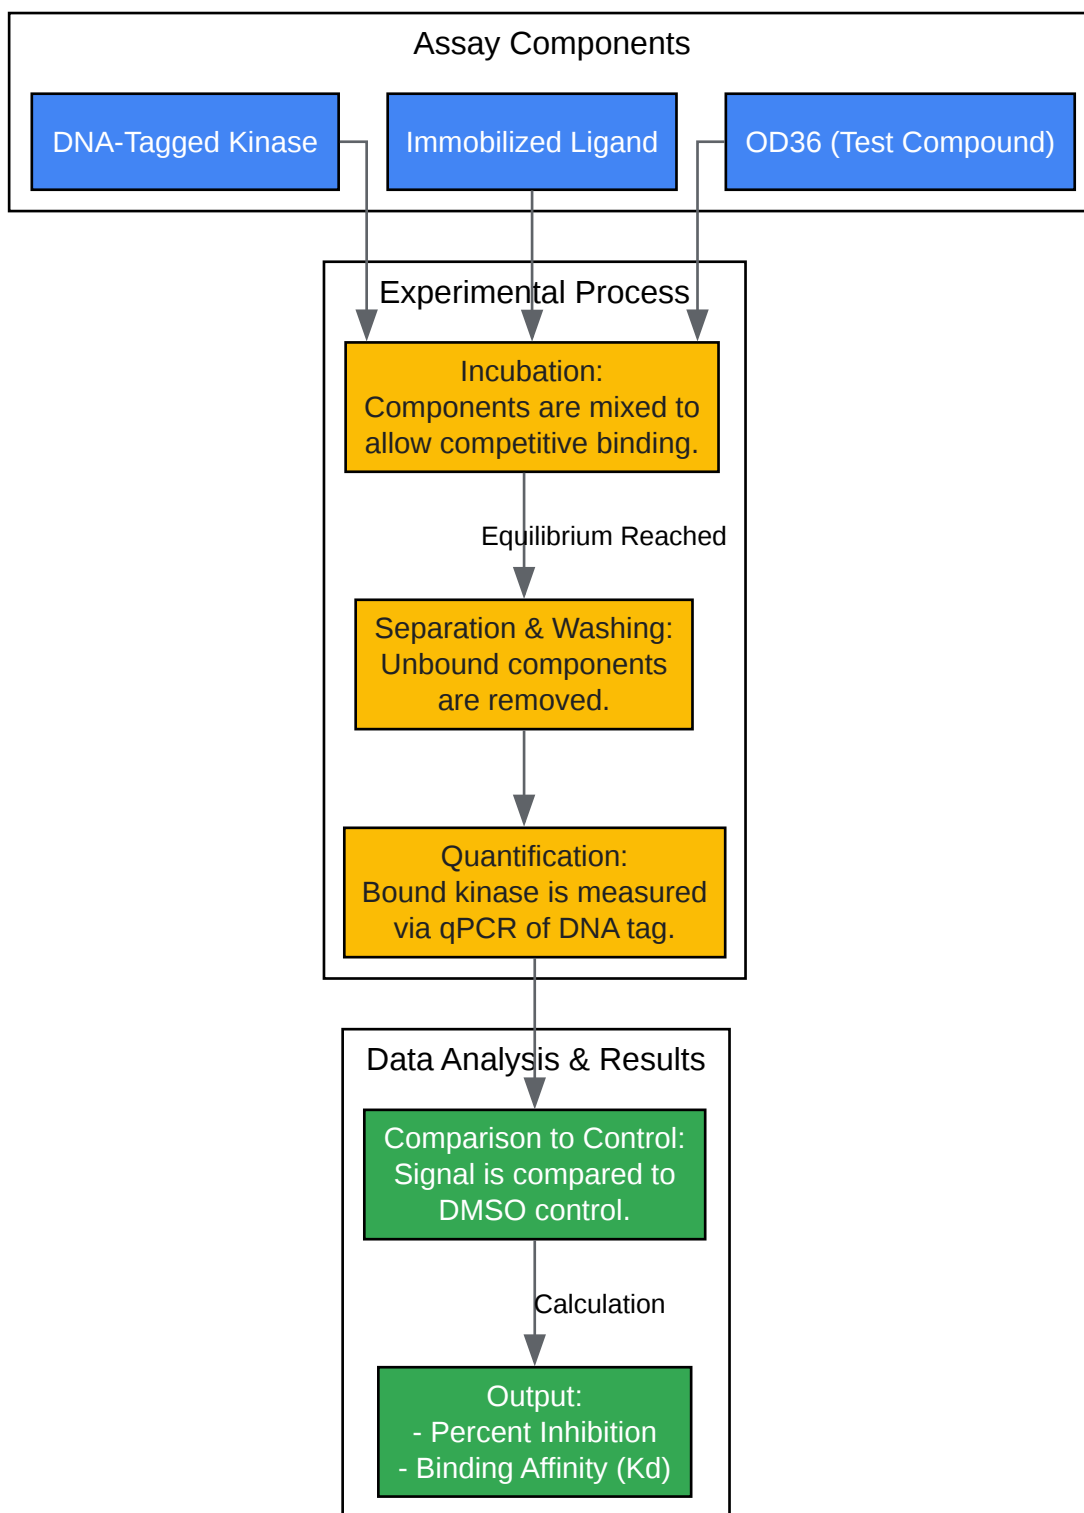 Assay Components
DNA-Tagged Kinase
Immobilized Ligand
OD36 (Test Compound)
Experimental Process
Incubation:
Components are mixed to
allow competitive binding.
Equilibrium Reached
Separation & Washing:
Unbound components
are removed.
Quantification:
Bound kinase is measured
via qPCR of DNA tag.
Data Analysis & Results
Comparison to Control:
Signal is compared to
DMSO control.
Calculation
Output:
- Percent Inhibition
- Binding Affinity (Kd)